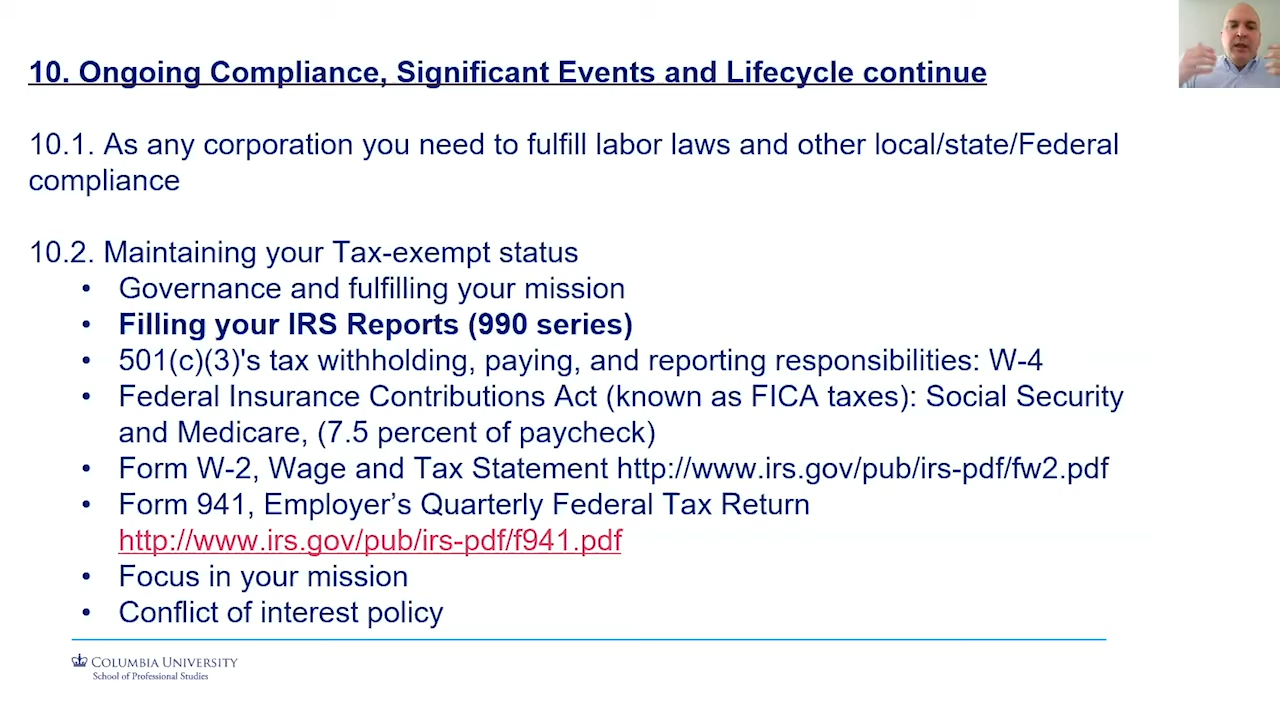 10. Ongoing Compliance, Significant Events and Lifecycle continue
10.1. As any corporation you need to fulfill labor laws and other local/state/Federal
compliance
10.2. Maintaining your Tax-exempt status
• Governance and fulfilling your mission
• Filling your IRS Reports (990 series)
• 501(c)(3)'s tax withholding, paying, and reporting responsibilities: W-4
• Federal Insurance Contributions Act (known as FICA taxes): Social Security
and Medicare, (7.5 percent of paycheck)
• Form W-2, Wage and Tax Statement http://www.irs.gov/pub/irs-pdf/fw2.pdf
• Form 941, Employer’s Quarterly Federal Tax Return
http://www.irs.gov/pub/irs-pdf/f941.pdf
• Focus in your mission
• Conflict of interest policy
COLUMBIA UNIVERSITY
School of Professional Studies